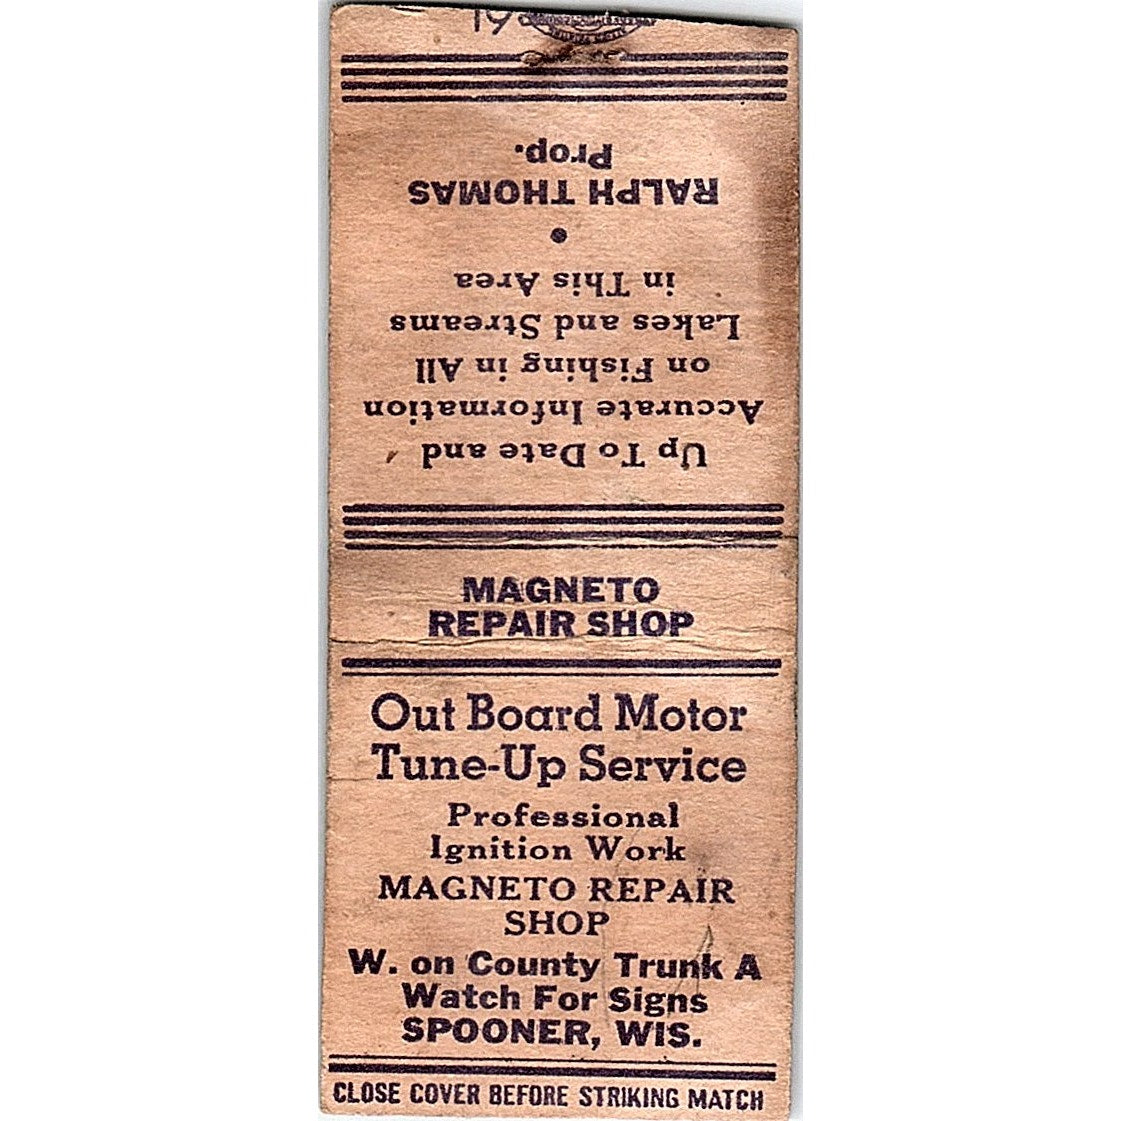 MAGNETO
REPAIR SHOP
Out Board Motor
Tune-Up Service
Professional
Ignition Work
MAGNETO REPAIR
SHOP
W. on County Trunk A
Watch For Signs
SPOONER, WIS.
CLOSE COVER BEFORE STRIKING MATCH
Up To Date and
Accurate Information
on Fishing in All
Lakes and Streams
in This Area
•
RALPH THOMAS
Prop.